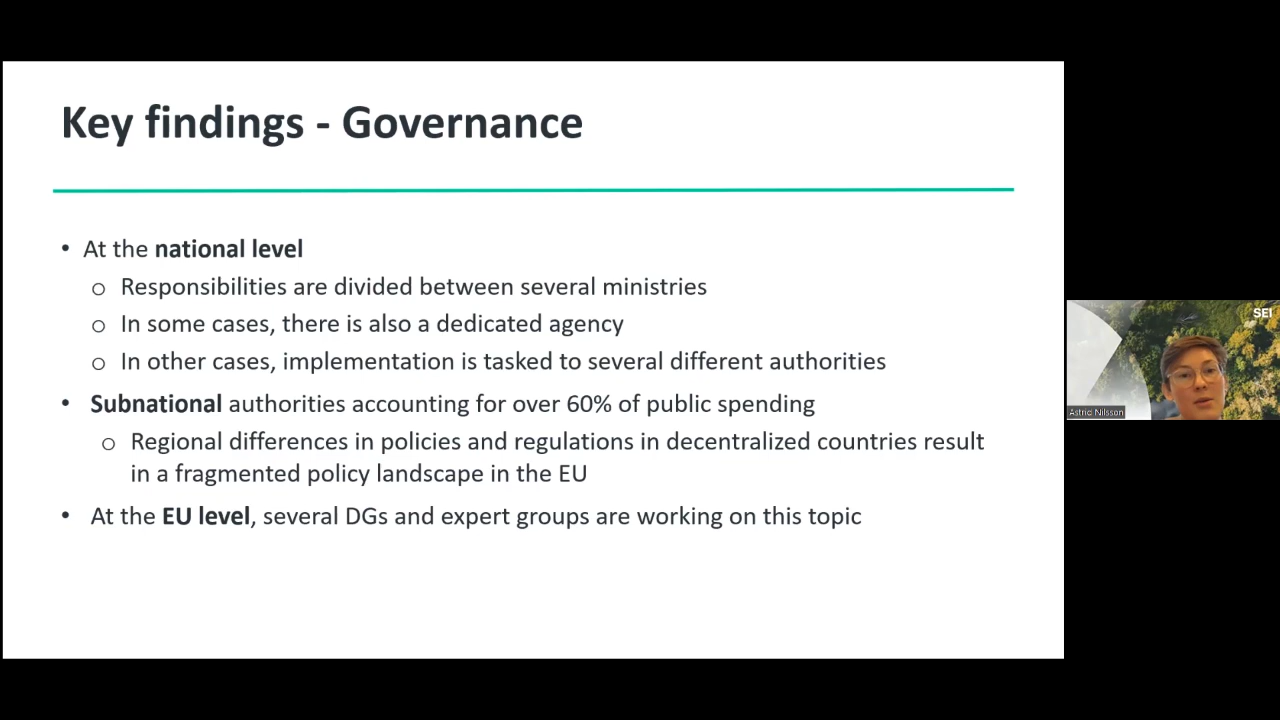 Key findings - Governance
• At the national level
o Responsibilities are divided between several ministries
o In some cases, there is also a dedicated agency
o In other cases, implementation is tasked to several different authorities
• Subnational authorities accounting for over 60% of public spending
o Regional differences in policies and regulations in decentralized countries result
in a fragmented policy landscape in the EU
• At the EU level, several DGs and expert groups are working on this topic
SEI
Astrid Nilsson